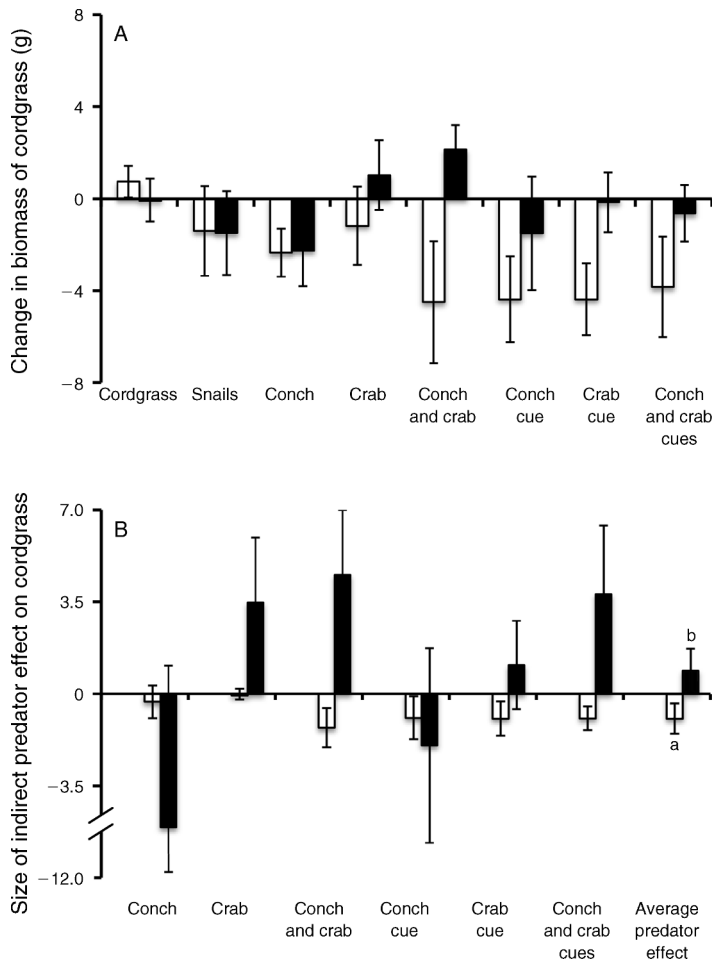 A
Change in biomass of cordgrass (g)
8
4
0
−4
−8
Cordgrass Snails Conch Crab Conch Conch Crab Conch
and crab cue cue and crab
cues
B
Size of indirect predator effect on cordgrass
7.0
3.5
0
−3.5
−12.0
b
a
Conch Crab Conch Conch Crab Conch Average
and crab cue cue and crab predator
cues effect